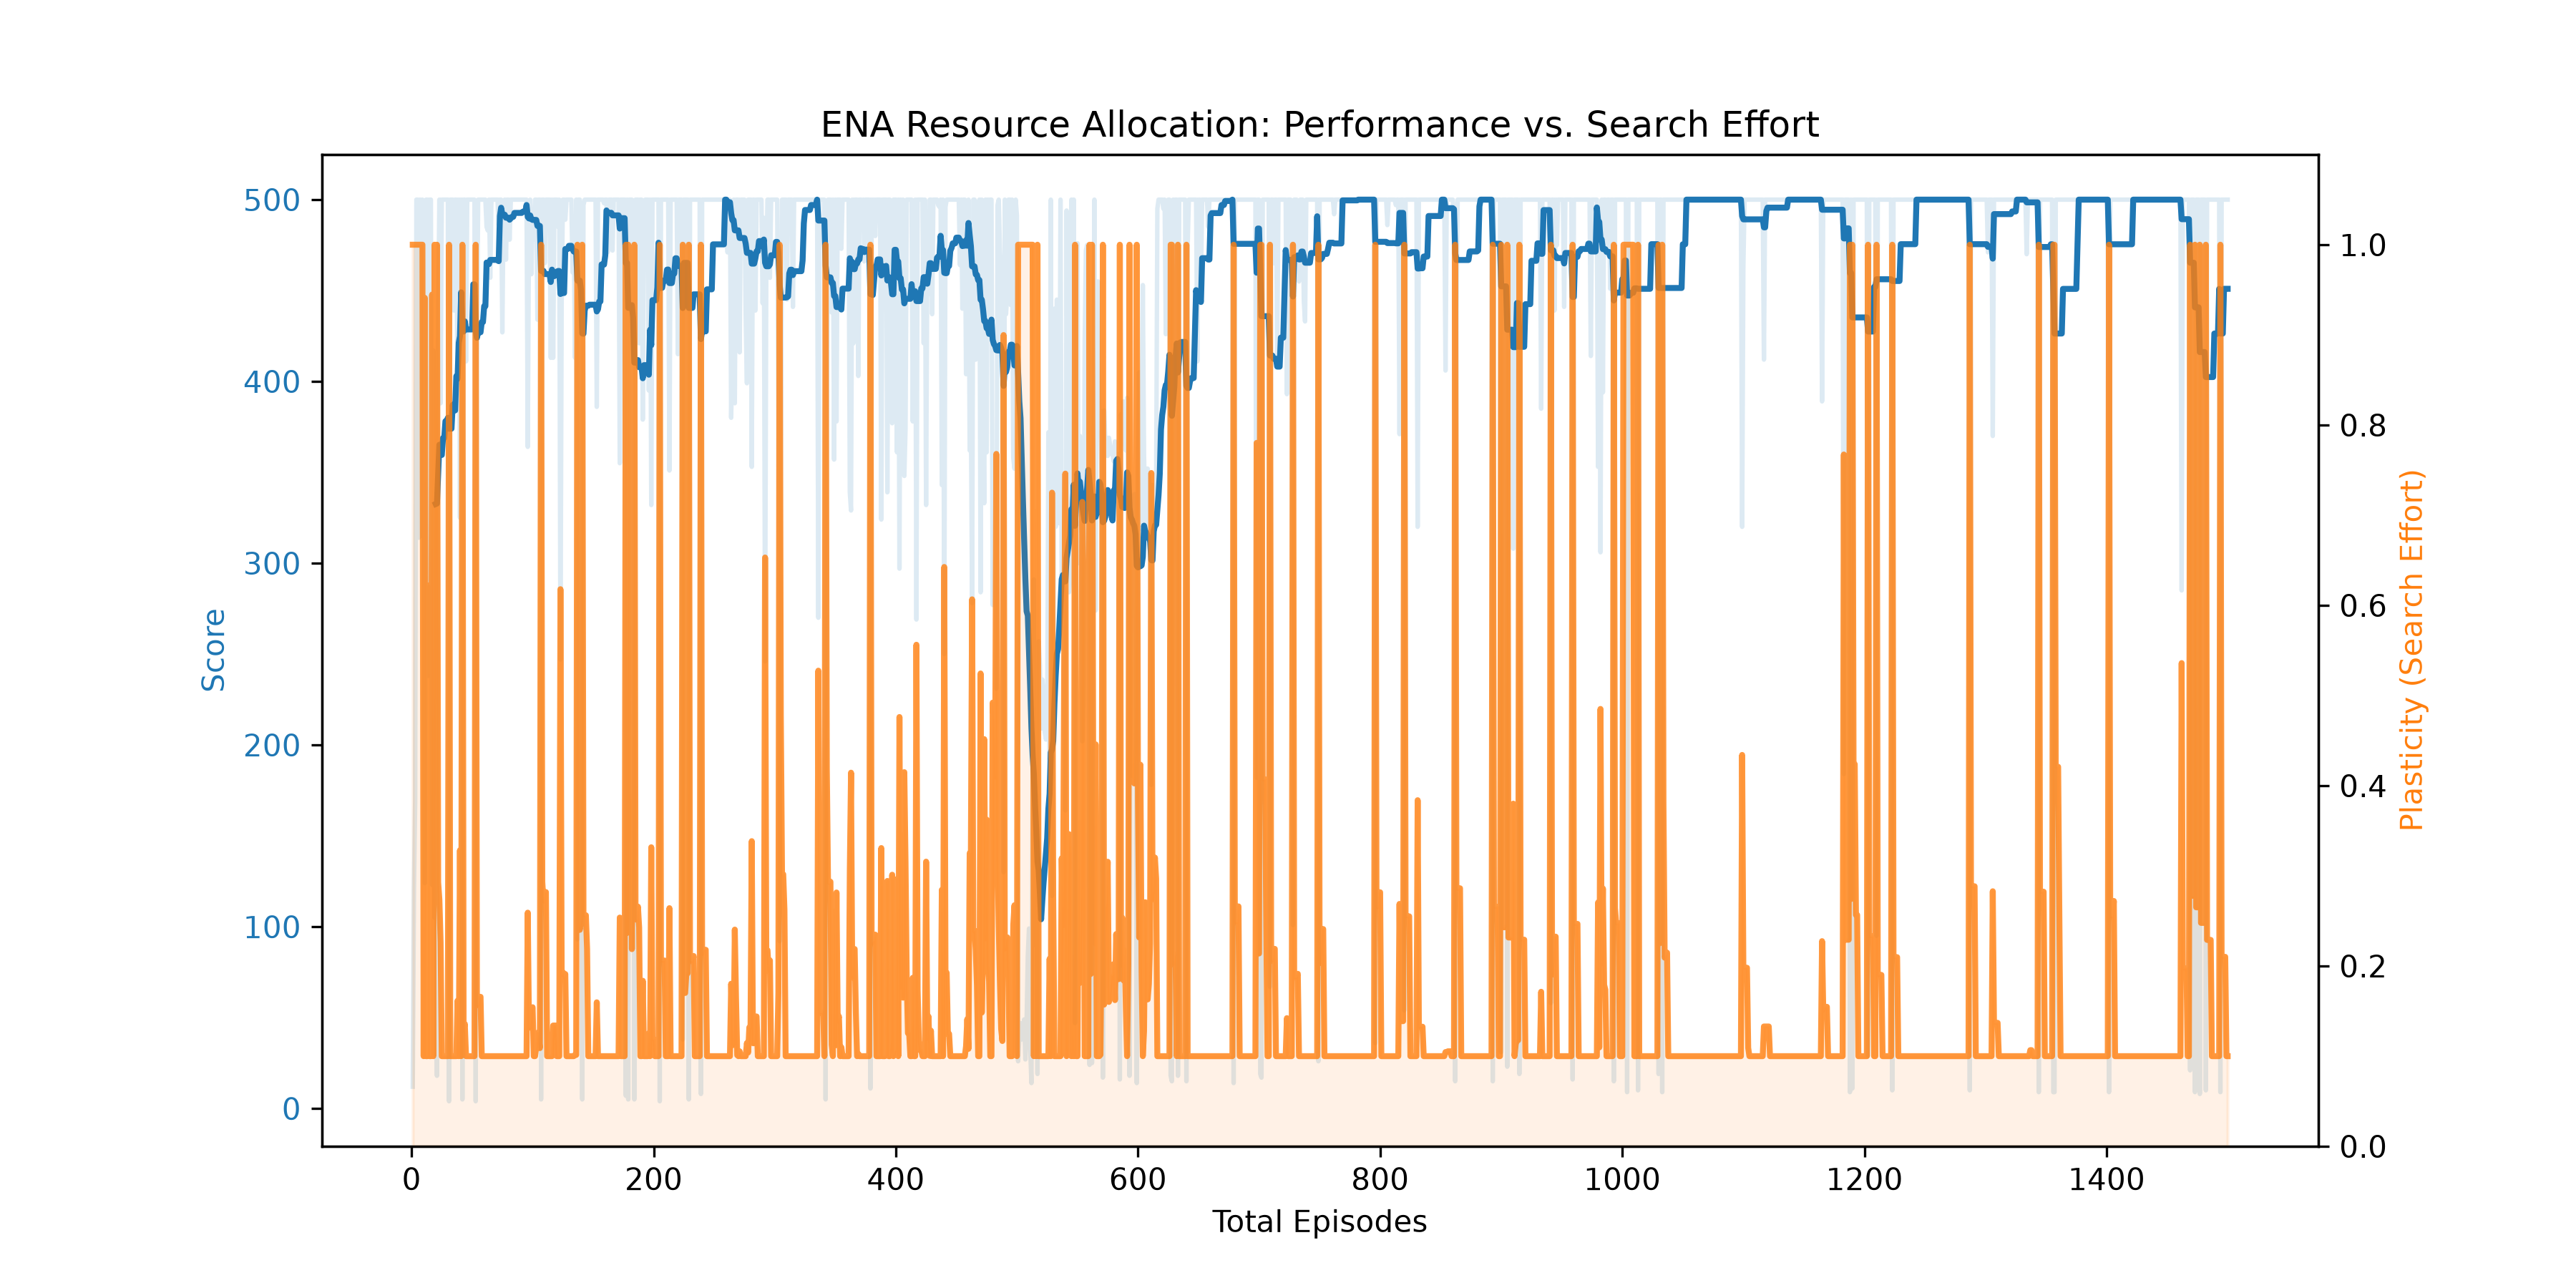 ENA Resource Allocation: Performance vs. Search Effort
500
400
300
200
100
0
Score
1.0
0.8
0.6
0.4
0.2
0.0
Plasticity (Search Effort)
0 200 400 600 800 1000 1200 1400
Total Episodes